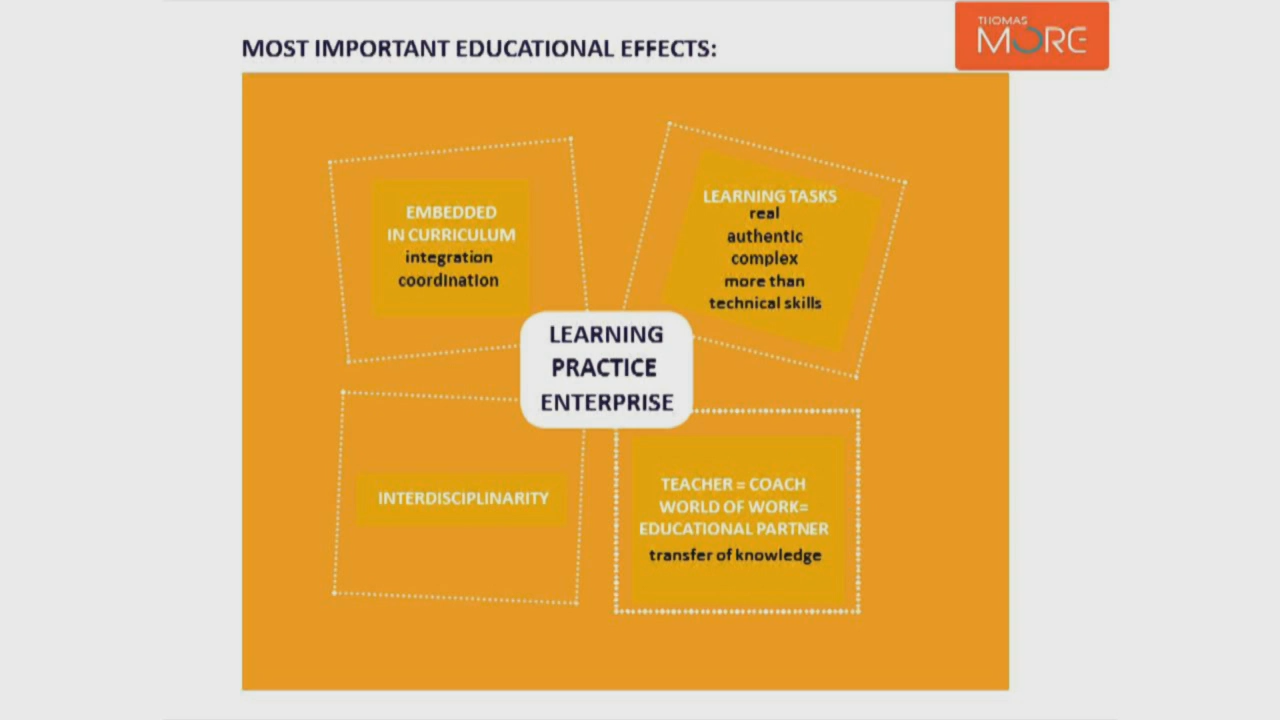 THOMAS
MORE
MOST IMPORTANT EDUCATIONAL EFFECTS:
EMBEDDED
IN CURRICULUM
integration
coordination
LEARNING TASKS
real
authentic
complex
more than
technical skills
LEARNING
PRACTICE
ENTERPRISE
INTERDISCIPLINARITY
TEACHER = COACH
WORLD OF WORK=
EDUCATIONAL PARTNER
transfer of knowledge